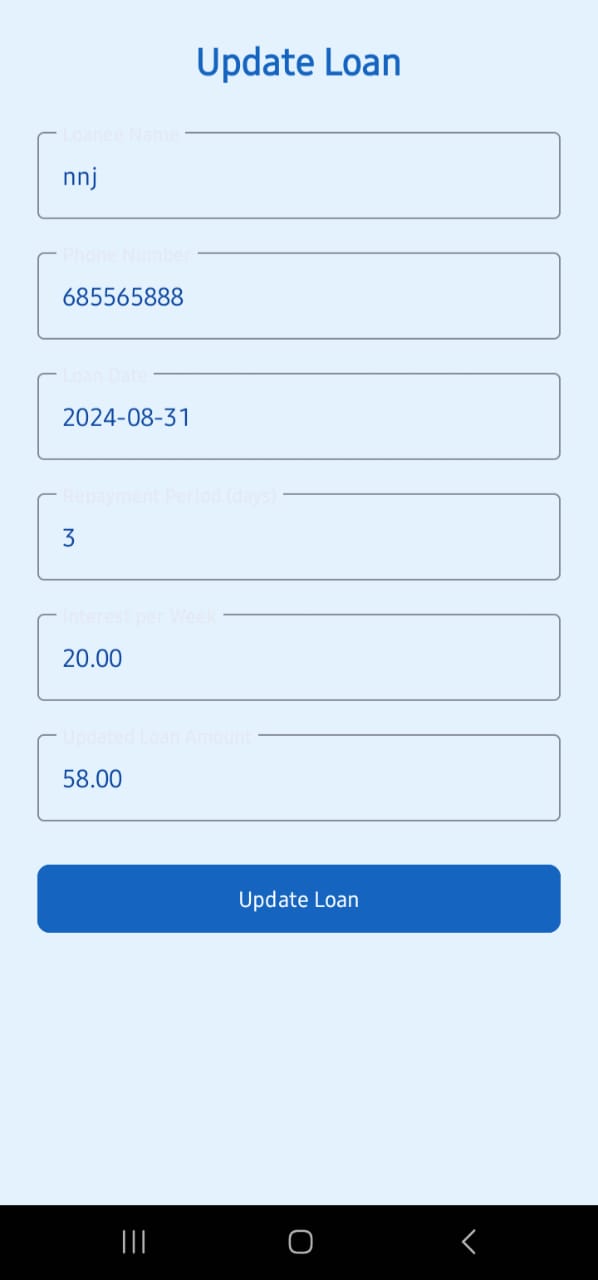 Update Loan
Loanee Name
nnj
Phone Number
685565888
Loan Date
2024-08-31
Repayment Period (days)
3
Interest per Week
20.00
Updated Loan Amount
58.00
Update Loan